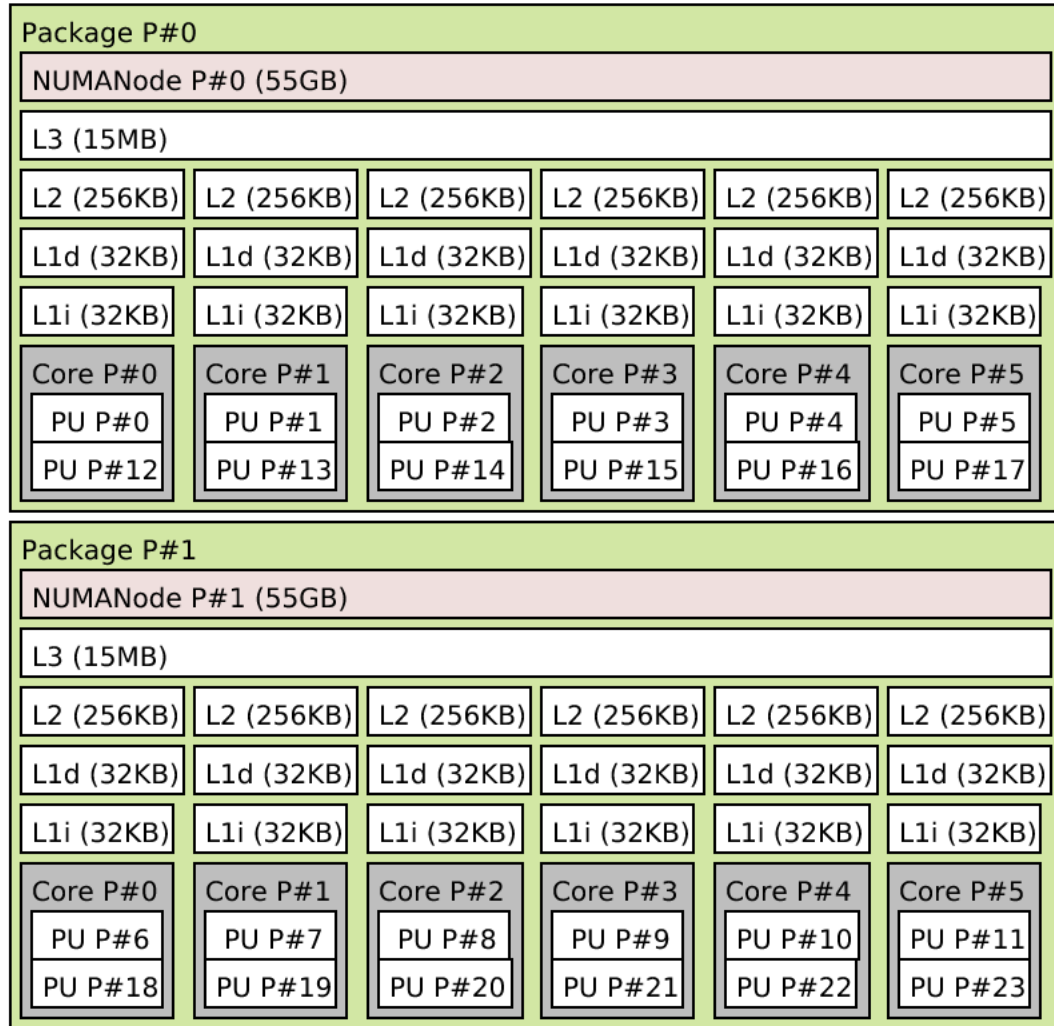 Package P#0
NUMANode P#0 (55GB)
L3 (15MB)
L2 (256KB) L2 (256KB) L2 (256KB) L2 (256KB) L2 (256KB) L2 (256KB)
L1d (32KB) L1d (32KB) L1d (32KB) L1d (32KB) L1d (32KB) L1d (32KB)
L1i (32KB) L1i (32KB) L1i (32KB) L1i (32KB) L1i (32KB) L1i (32KB)
Core P#0 Core P#1 Core P#2 Core P#3 Core P#4 Core P#5
PU P#0 PU P#1 PU P#2 PU P#3 PU P#4 PU P#5
PU P#12 PU P#13 PU P#14 PU P#15 PU P#16 PU P#17
Package P#1
NUMANode P#1 (55GB)
L3 (15MB)
L2 (256KB) L2 (256KB) L2 (256KB) L2 (256KB) L2 (256KB) L2 (256KB)
L1d (32KB) L1d (32KB) L1d (32KB) L1d (32KB) L1d (32KB) L1d (32KB)
L1i (32KB) L1i (32KB) L1i (32KB) L1i (32KB) L1i (32KB) L1i (32KB)
Core P#0 Core P#1 Core P#2 Core P#3 Core P#4 Core P#5
PU P#6 PU P#7 PU P#8 PU P#9 PU P#10 PU P#11
PU P#18 PU P#19 PU P#20 PU P#21 PU P#22 PU P#23